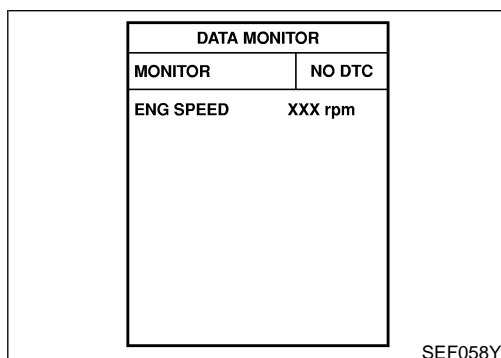 DATA MONITOR
MONITOR NO DTC
ENG SPEED XXX rpm
SEF058Y